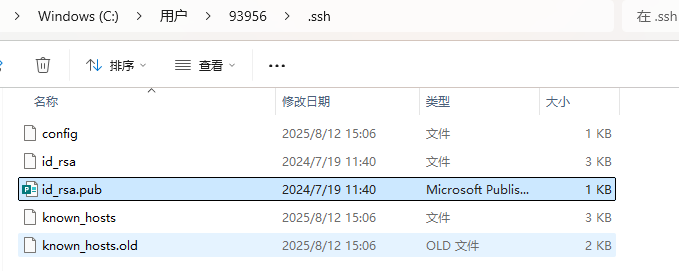 Windows (C:) > 用户 > 93956 > .ssh > 在 .ssh
排序 查看 ...
名称 修改日期 类型 大小
config 2025/8/12 15:06 文件 1 KB
id_rsa 2024/7/19 11:40 文件 3 KB
id_rsa.pub 2024/7/19 11:40 Microsoft Publis... 1 KB
known_hosts 2025/8/12 15:06 文件 3 KB
known_hosts.old 2025/8/12 15:06 OLD 文件 2 KB